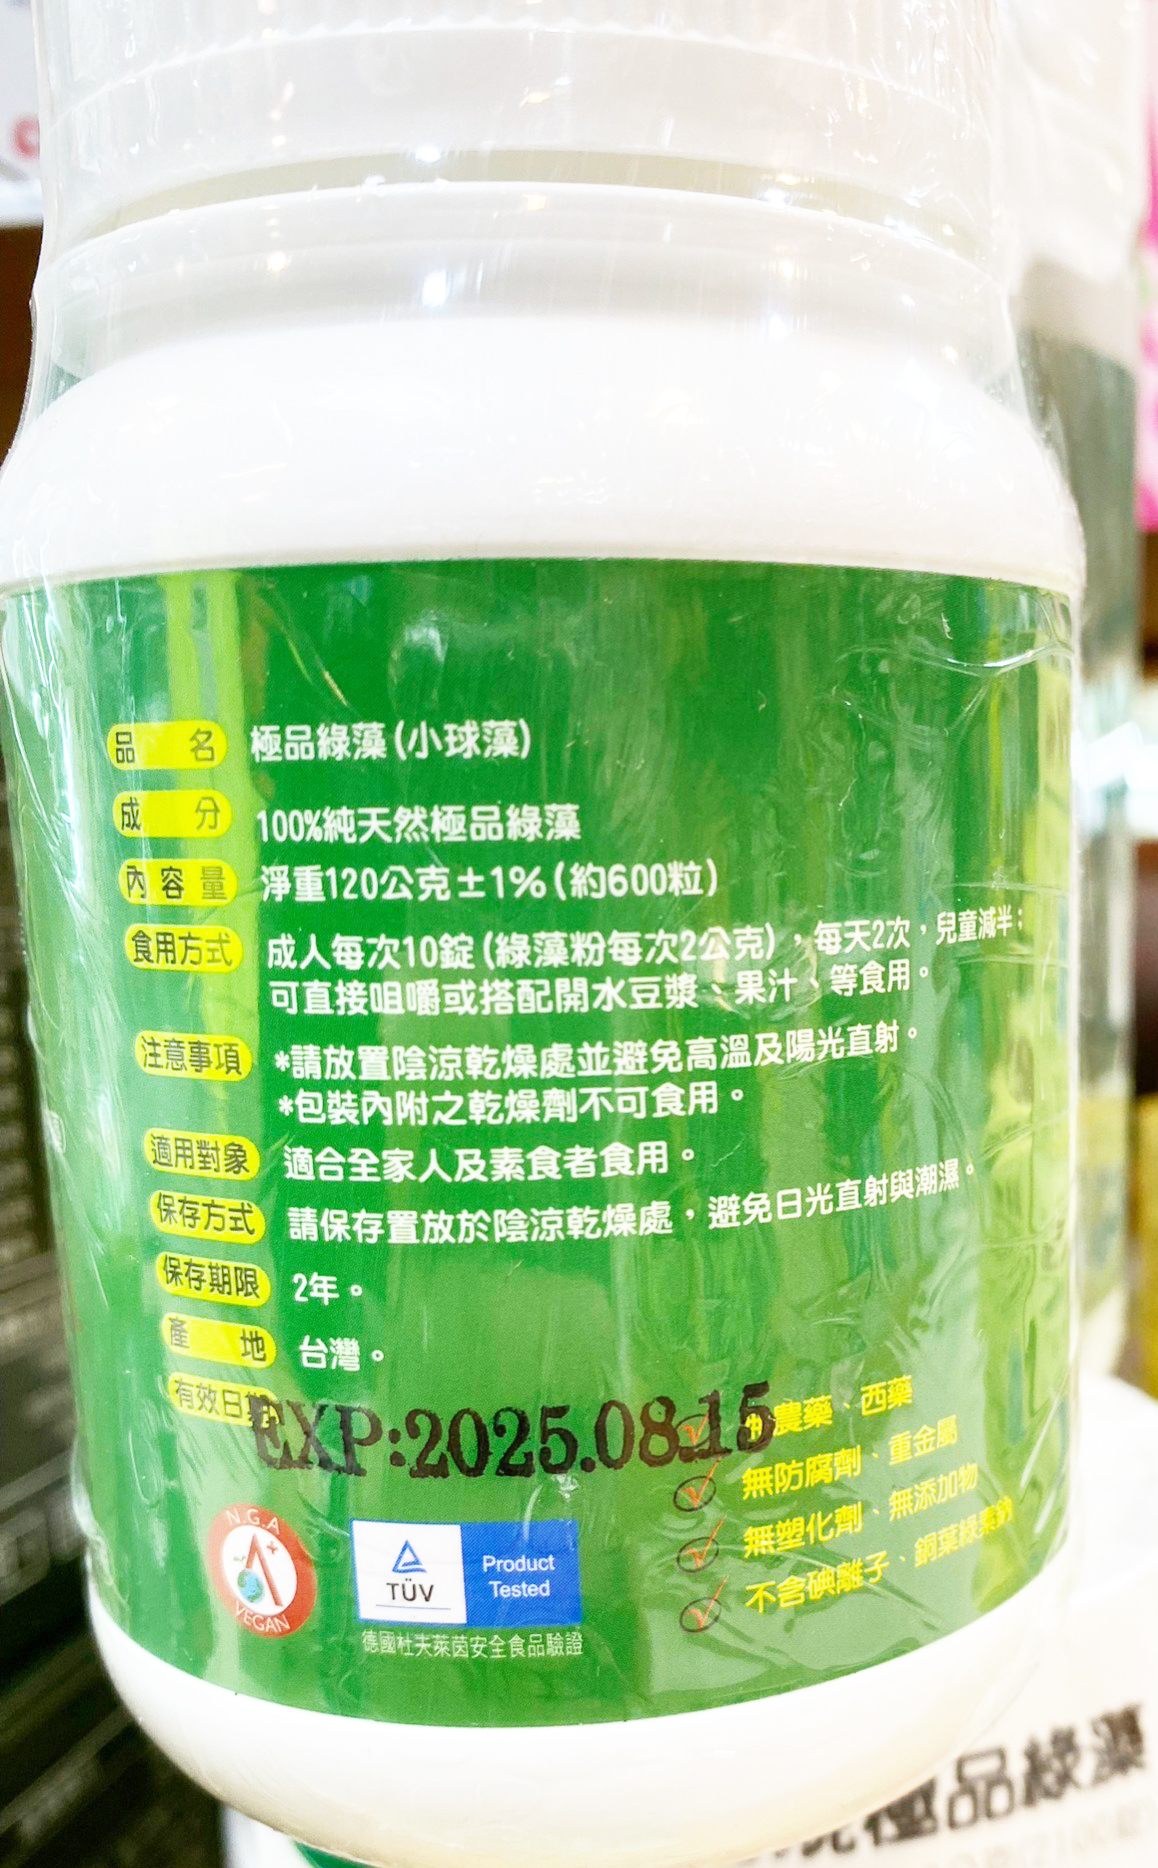 品名 極品綠藻(小球藻)
成分 100%純天然極品綠藻
內容量 淨重120公克±1%(約600粒)
食用方式 成人每次10錠(綠藻粉每次2公克),每天2次,兒童減半;
可直接咀嚼或搭配開水豆漿、果汁、等食用。
注意事項 *請放置陰涼乾燥處並避免高溫及陽光直射。
*包裝內附之乾燥劑不可食用。
適用對象 適合全家人及素食者食用。
保存方式 請保存置放於陰涼乾燥處,避免日光直射與潮濕。
保存期限 2年。
產地 台灣。
有效日期 EXP:2025.08.15
農藥、西藥
無防腐劑、重金屬
無塑化劑、無添加物
不含碘離子、銅葉綠素鈉
N.G.A
VEGAN
TÜV
Product
Tested
德國杜夫萊茵安全食品驗證
極品綠藻